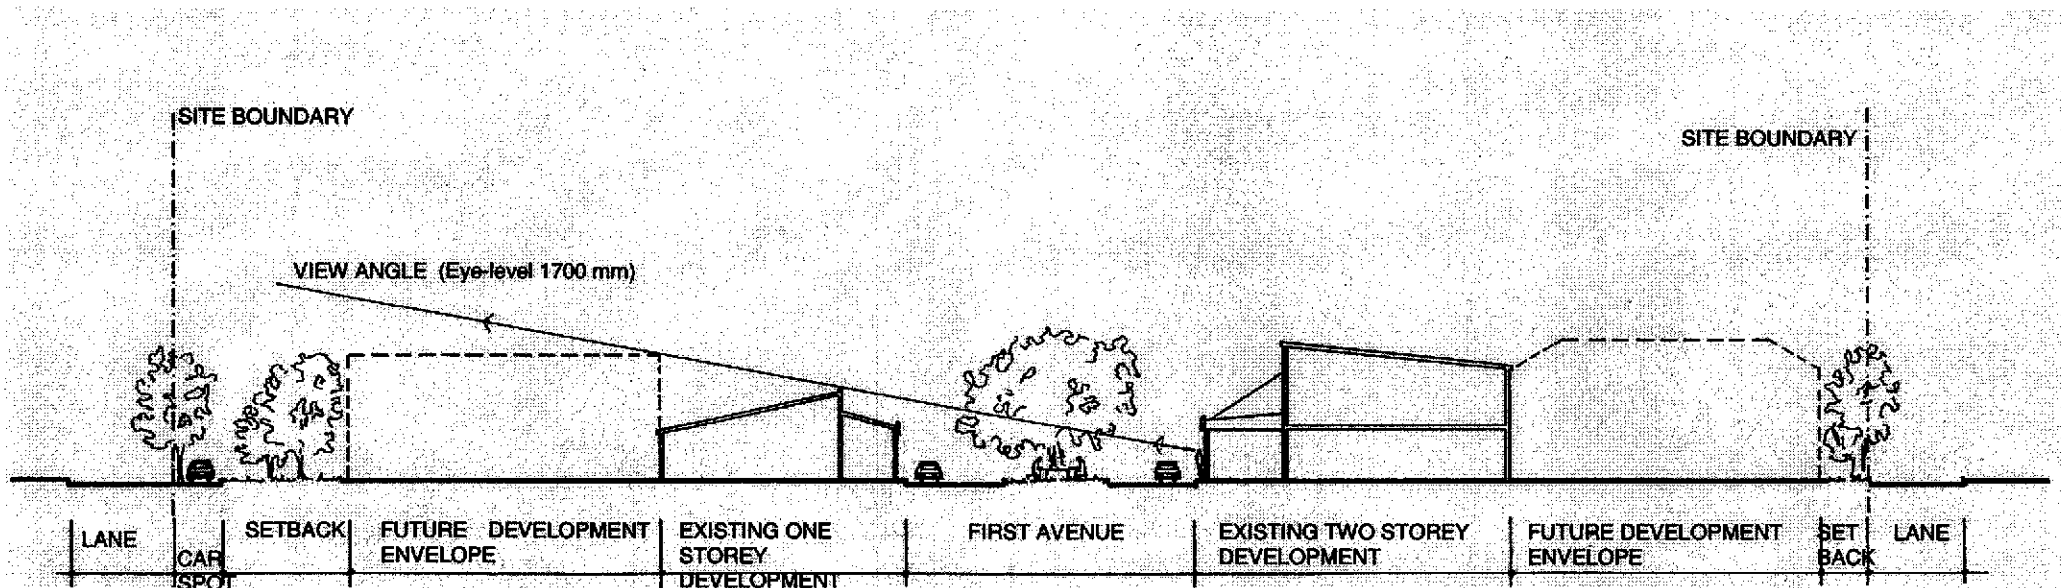 SITE BOUNDARY
SITE BOUNDARY
VIEW ANGLE (Eye-level 1700 mm)
LANE
CAR
SPOT
SETBACK
FUTURE DEVELOPMENT
ENVELOPE
EXISTING ONE
STOREY
DEVELOPMENT
FIRST AVENUE
EXISTING TWO STOREY
DEVELOPMENT
FUTURE DEVELOPMENT
ENVELOPE
SET
BACK
LANE